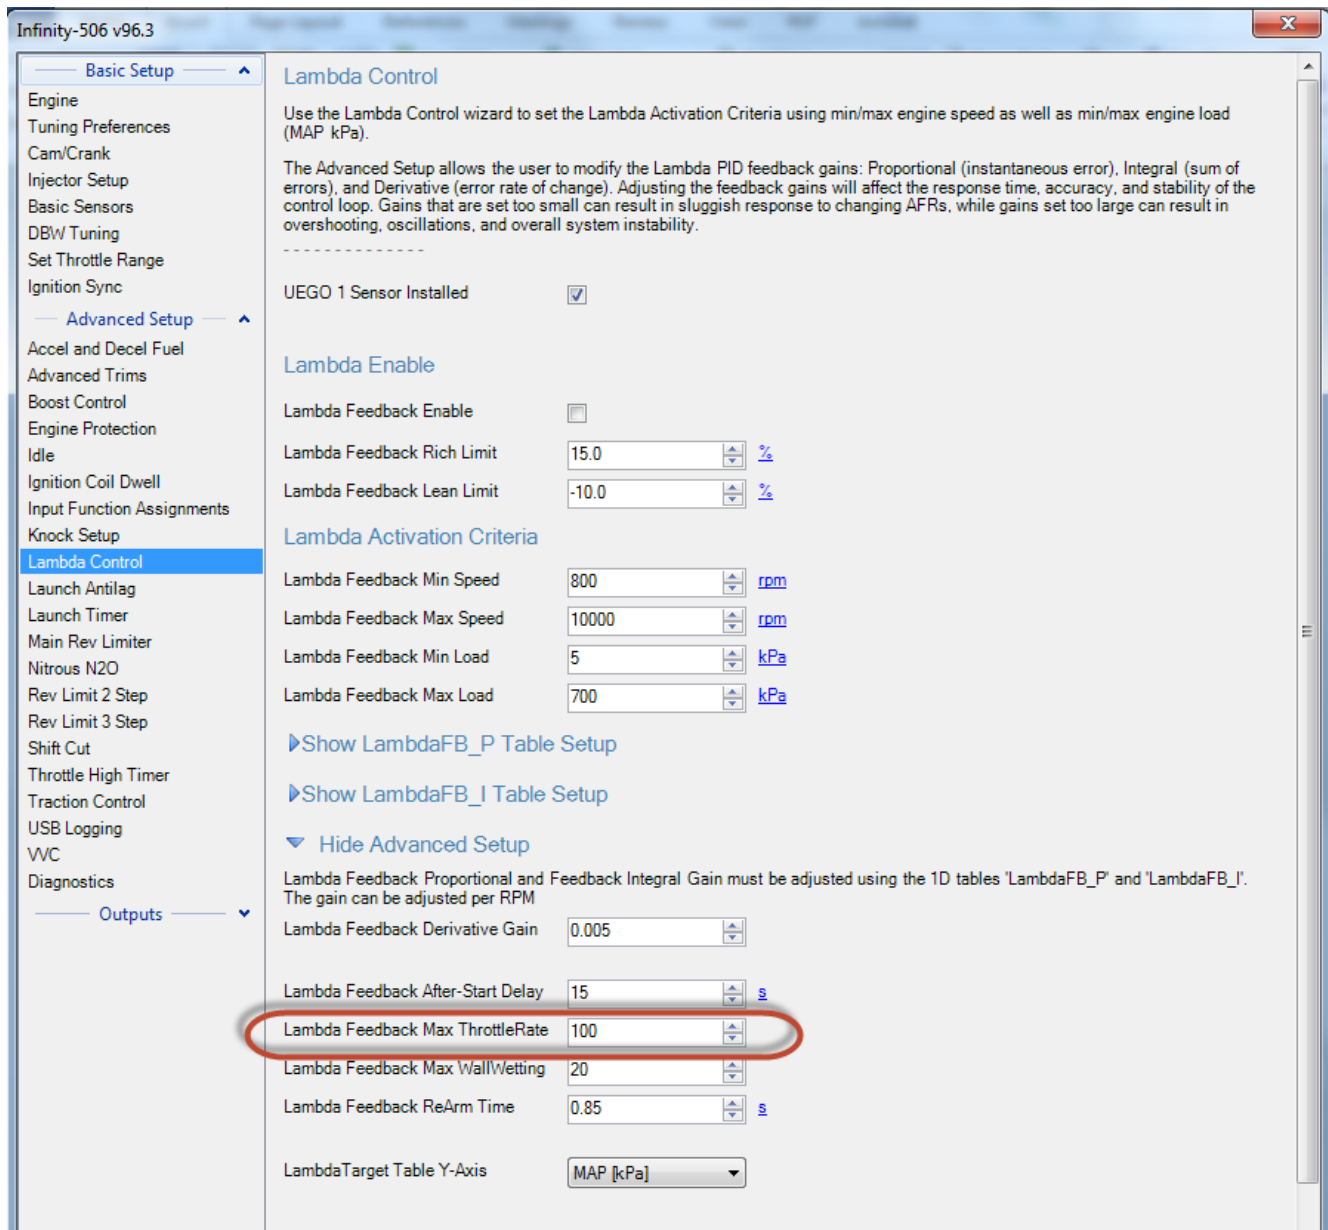 Infinity-506 v96.3
Basic Setup
Engine
Tuning Preferences
Cam/Crank
Injector Setup
Basic Sensors
DBW Tuning
Set Throttle Range
Ignition Sync
Advanced Setup
Accel and Decel Fuel
Advanced Trims
Boost Control
Engine Protection
Idle
Ignition Coil Dwell
Input Function Assignments
Knock Setup
Lambda Control
Launch Antilag
Launch Timer
Main Rev Limiter
Nitrous N2O
Rev Limit 2 Step
Rev Limit 3 Step
Shift Cut
Throttle High Timer
Traction Control
USB Logging
VVC
Diagnostics
Outputs
Lambda Control
Use the Lambda Control wizard to set the Lambda Activation Criteria using min/max engine speed as well as min/max engine load
(MAP kPa).
The Advanced Setup allows the user to modify the Lambda PID feedback gains: Proportional (instantaneous error), Integral (sum of
errors), and Derivative (error rate of change). Adjusting the feedback gains will affect the response time, accuracy, and stability of the
control loop. Gains that are set too small can result in sluggish response to changing AFRs, while gains set too large can result in
overshooting, oscillations, and overall system instability.
- - - - - - - - - - - - - -
UEGO 1 Sensor Installed
Lambda Enable
Lambda Feedback Enable
Lambda Feedback Rich Limit 15.0 %
Lambda Feedback Lean Limit -10.0 %
Lambda Activation Criteria
Lambda Feedback Min Speed 800 rpm
Lambda Feedback Max Speed 10000 rpm
Lambda Feedback Min Load 5 kPa
Lambda Feedback Max Load 700 kPa
Show LambdaFB_P Table Setup
Show LambdaFB_I Table Setup
Hide Advanced Setup
Lambda Feedback Proportional and Feedback Integral Gain must be adjusted using the 1D tables 'LambdaFB_P' and 'LambdaFB_I'.
The gain can be adjusted per RPM
Lambda Feedback Derivative Gain 0.005
Lambda Feedback After-Start Delay 15 s
Lambda Feedback Max ThrottleRate 100
Lambda Feedback Max WallWetting 20
Lambda Feedback ReArm Time 0.85 s
LambdaTarget Table Y-Axis MAP [kPa]